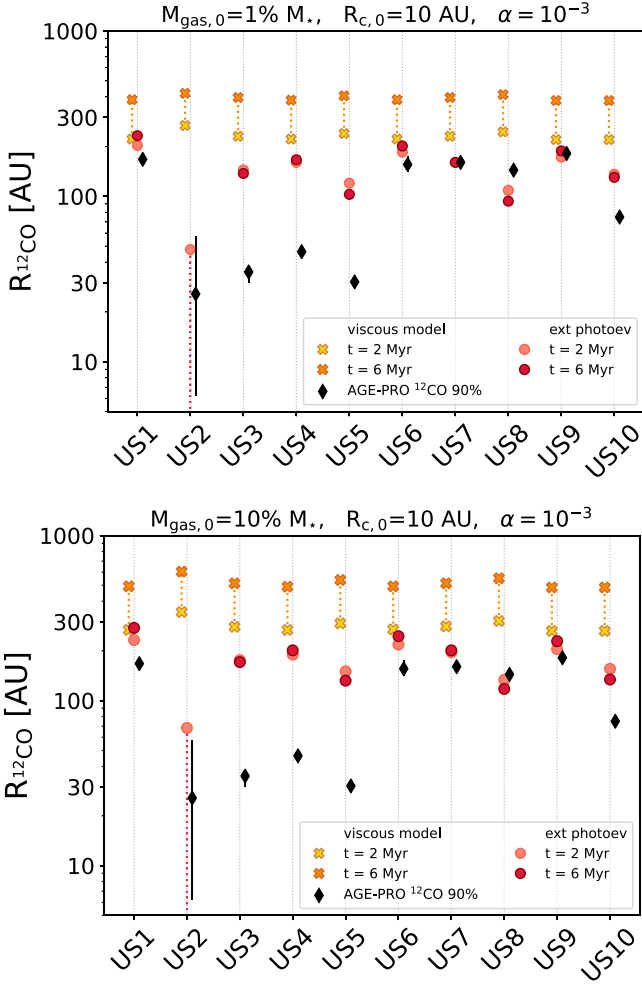 M_gas,0=1% M⋆, R_c,0=10 AU, α=10⁻³
R_¹²CO [AU]
1000
300
100
30
10
viscous model
t = 2 Myr
t = 6 Myr
AGE-PRO ¹²CO 90%
ext photoev
t = 2 Myr
t = 6 Myr
US1 US2 US3 US4 US5 US6 US7 US8 US9 US10
M_gas,0=10% M⋆, R_c,0=10 AU, α=10⁻³
R_¹²CO [AU]
1000
300
100
30
10
viscous model
t = 2 Myr
t = 6 Myr
AGE-PRO ¹²CO 90%
ext photoev
t = 2 Myr
t = 6 Myr
US1 US2 US3 US4 US5 US6 US7 US8 US9 US10